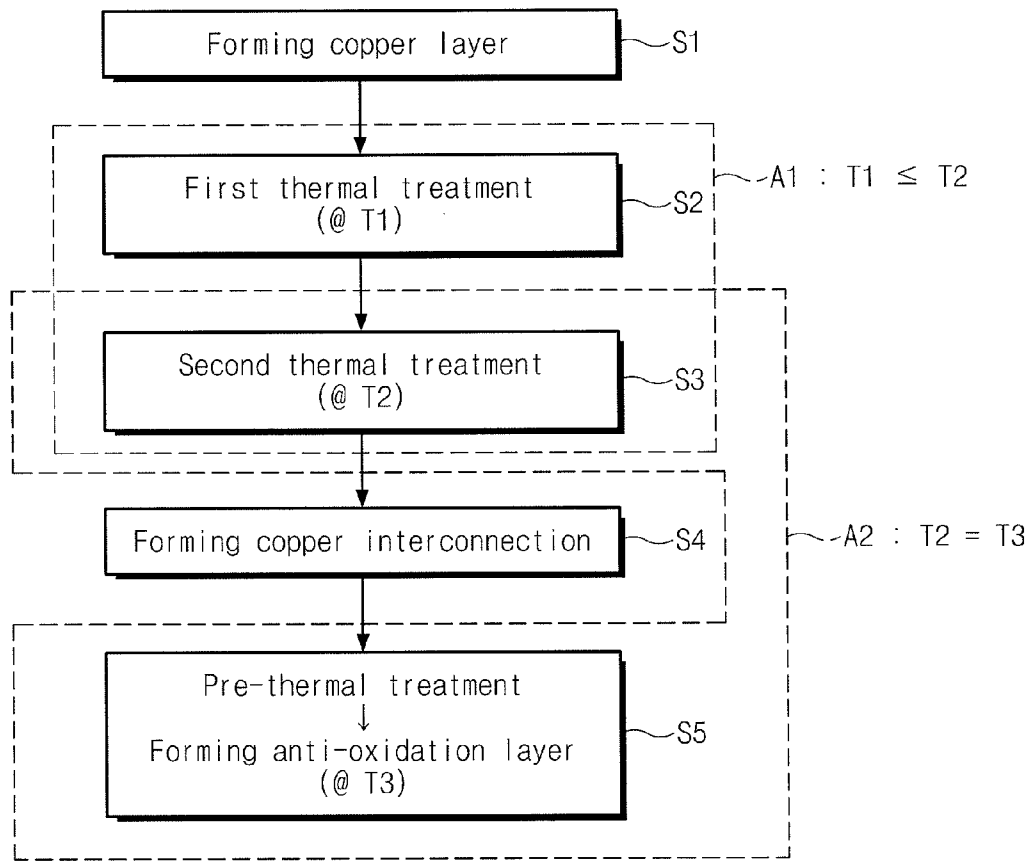 Forming copper layer
S1
First thermal treatment
(@ T1)
S2
A1 : T1 ≤ T2
Second thermal treatment
(@ T2)
S3
Forming copper interconnection
S4
A2 : T2 = T3
Pre-thermal treatment
↓
Forming anti-oxidation layer
(@ T3)
S5